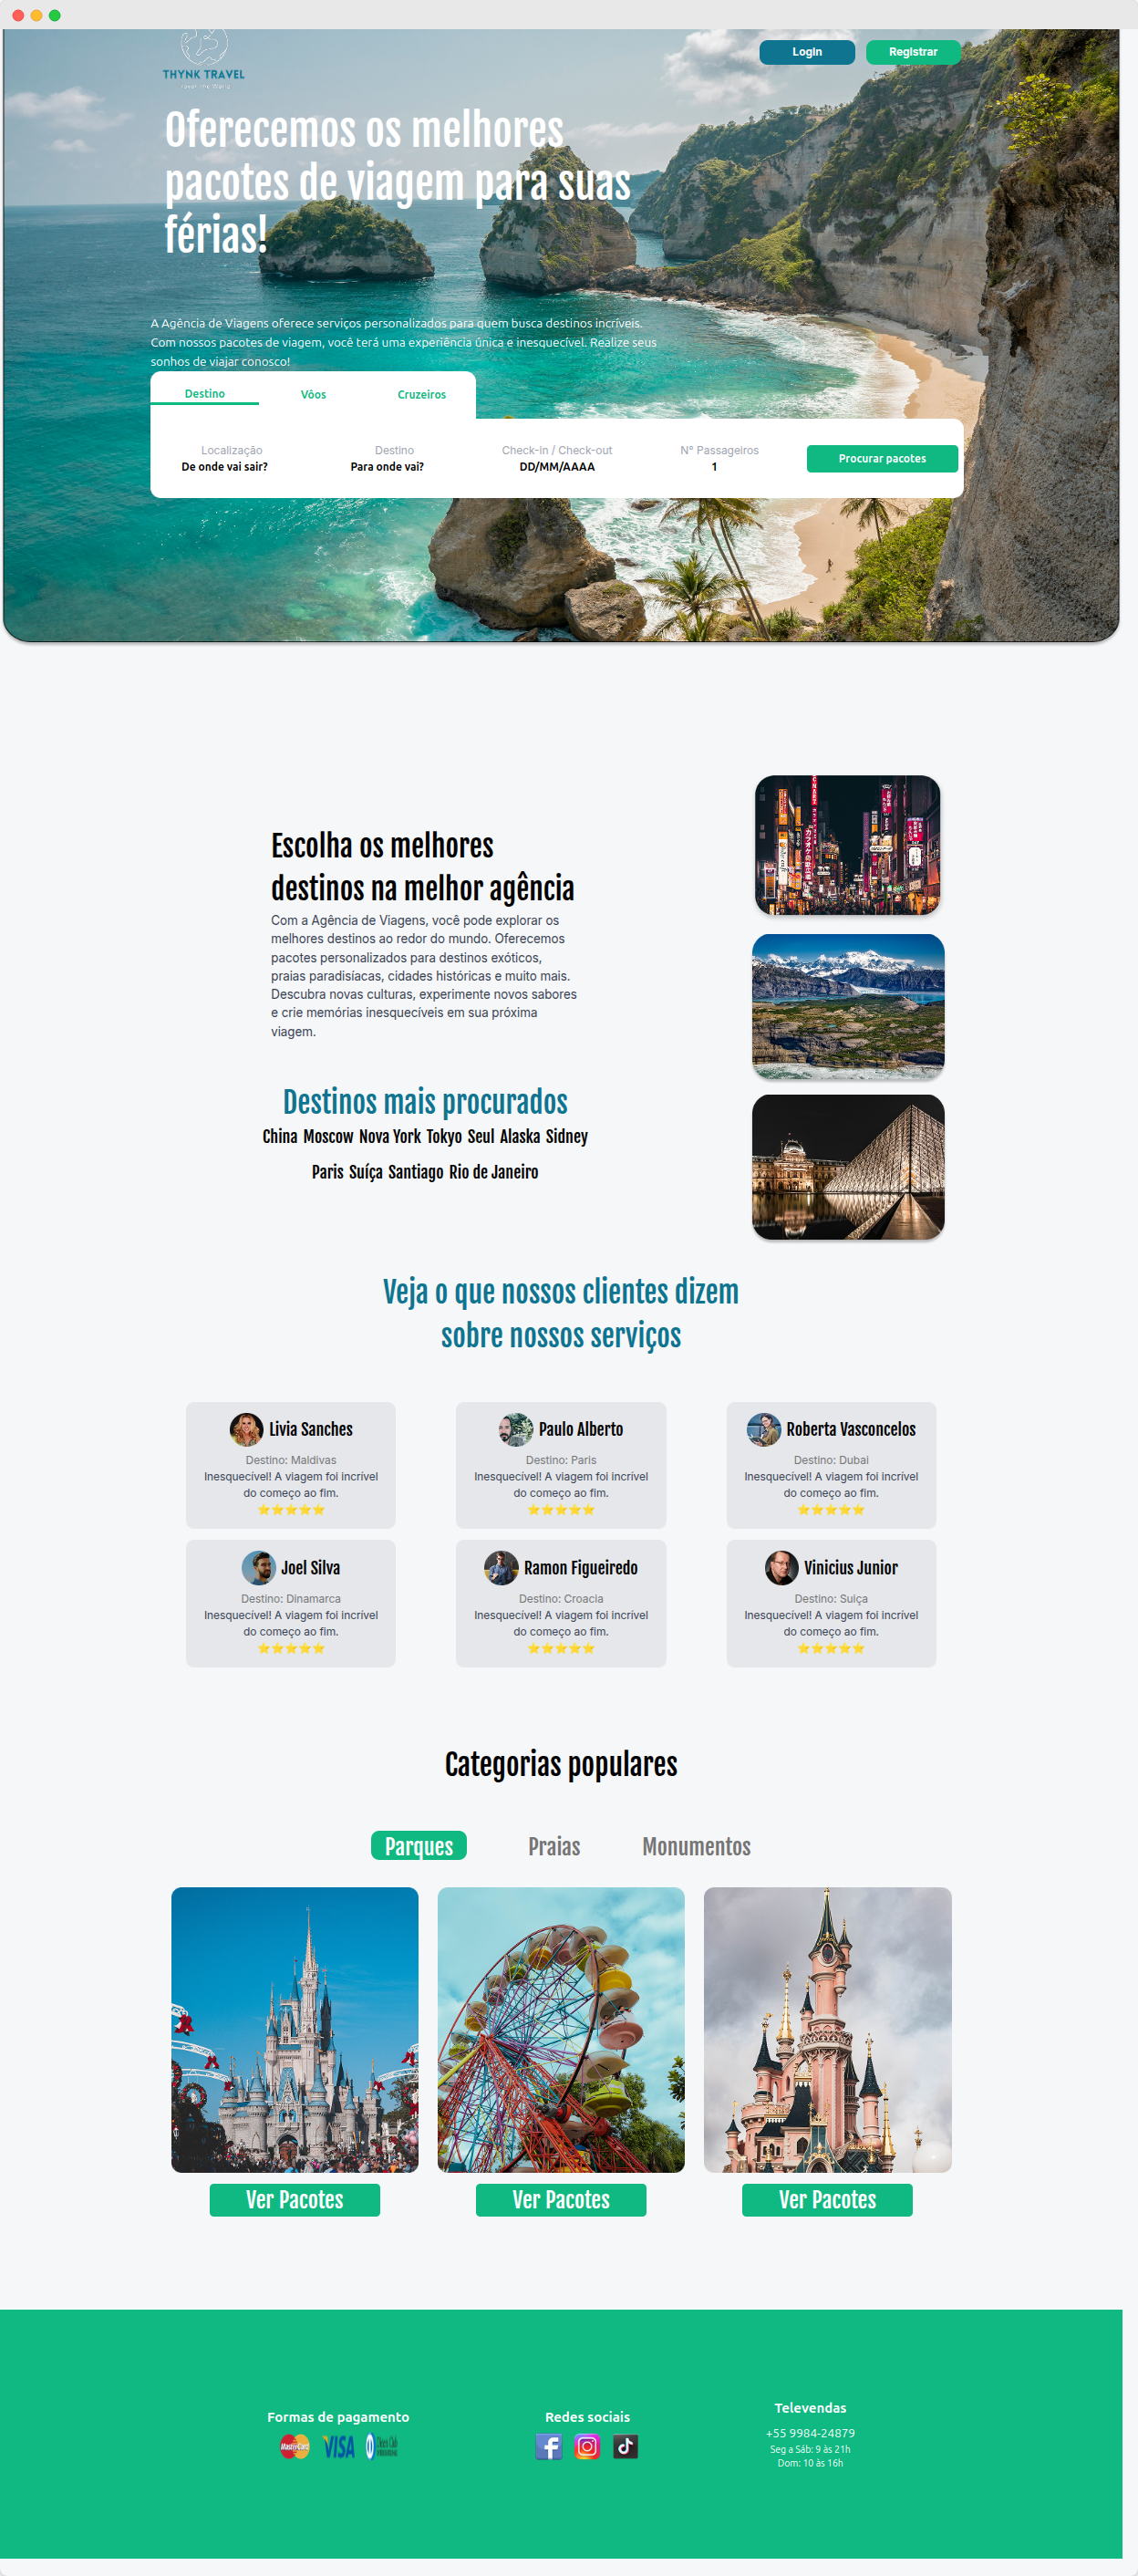 THYNK TRAVEL
Travel The World
Login
Registrar
Oferecemos os melhores
pacotes de viagem para suas
férias!
A Agência de Viagens oferece serviços personalizados para quem busca destinos incríveis.
Com nossos pacotes de viagem, você terá uma experiência única e inesquecível. Realize seus
sonhos de viajar conosco!
Destino
Vôos
Cruzeiros
Localização
De onde vai sair?
Destino
Para onde vai?
Check-in / Check-out
DD/MM/AAAA
N° Passageiros
1
Procurar pacotes
Escolha os melhores
destinos na melhor agência
Com a Agência de Viagens, você pode explorar os
melhores destinos ao redor do mundo. Oferecemos
pacotes personalizados para destinos exóticos,
praias paradisíacas, cidades históricas e muito mais.
Descubra novas culturas, experimente novos sabores
e crie memórias inesquecíveis em sua próxima
viagem.
Destinos mais procurados
China Moscow Nova York Tokyo Seul Alaska Sidney
Paris Suíça Santiago Rio de Janeiro
Veja o que nossos clientes dizem
sobre nossos serviços
Livia Sanches
Destino: Maldivas
Inesquecível! A viagem foi incrível
do começo ao fim.
Paulo Alberto
Destino: Paris
Inesquecível! A viagem foi incrível
do começo ao fim.
Roberta Vasconcelos
Destino: Dubai
Inesquecível! A viagem foi incrível
do começo ao fim.
Joel Silva
Destino: Dinamarca
Inesquecível! A viagem foi incrível
do começo ao fim.
Ramon Figueiredo
Destino: Croacia
Inesquecível! A viagem foi incrível
do começo ao fim.
Vinicius Junior
Destino: Suiça
Inesquecível! A viagem foi incrível
do começo ao fim.
Categorias populares
Parques
Praias
Monumentos
Ver Pacotes
Ver Pacotes
Ver Pacotes
Formas de pagamento
MasterCard
VISA
Diners Club
Redes sociais
Televendas
+55 9984-24879
Seg a Sáb: 9 às 21h
Dom: 10 às 16h